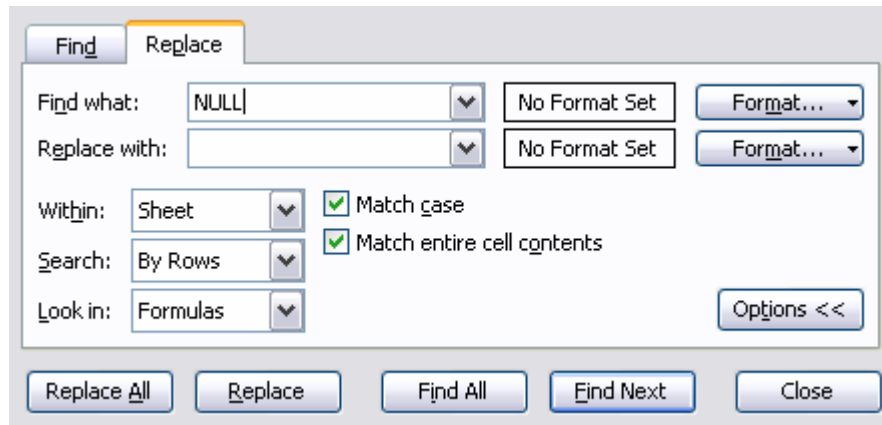 Find Replace
Find what: NULL No Format Set Format...
Replace with: No Format Set Format...
Within: Sheet Match case
Match entire cell contents
Search: By Rows
Look in: Formulas Options <<
Replace All Replace Find All Find Next Close